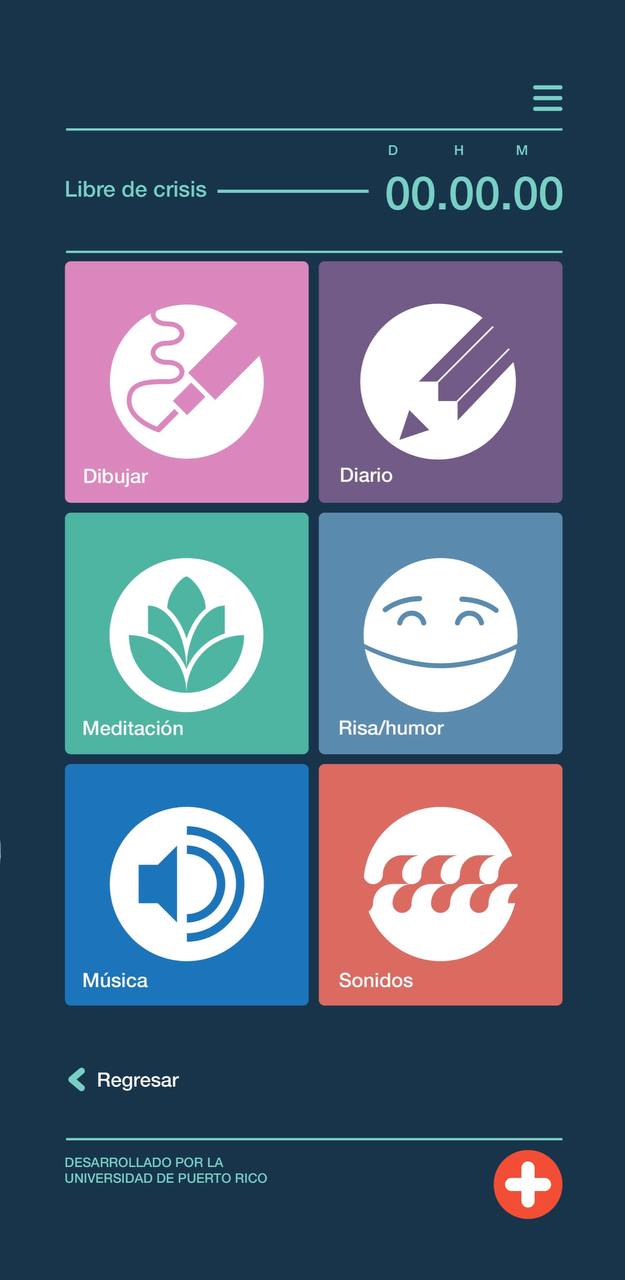 D H M
Libre de crisis 00.00.00
Dibujar
Diario
Meditación
Risa/humor
Música
Sonidos
Regresar
DESARROLLADO POR LA
UNIVERSIDAD DE PUERTO RICO